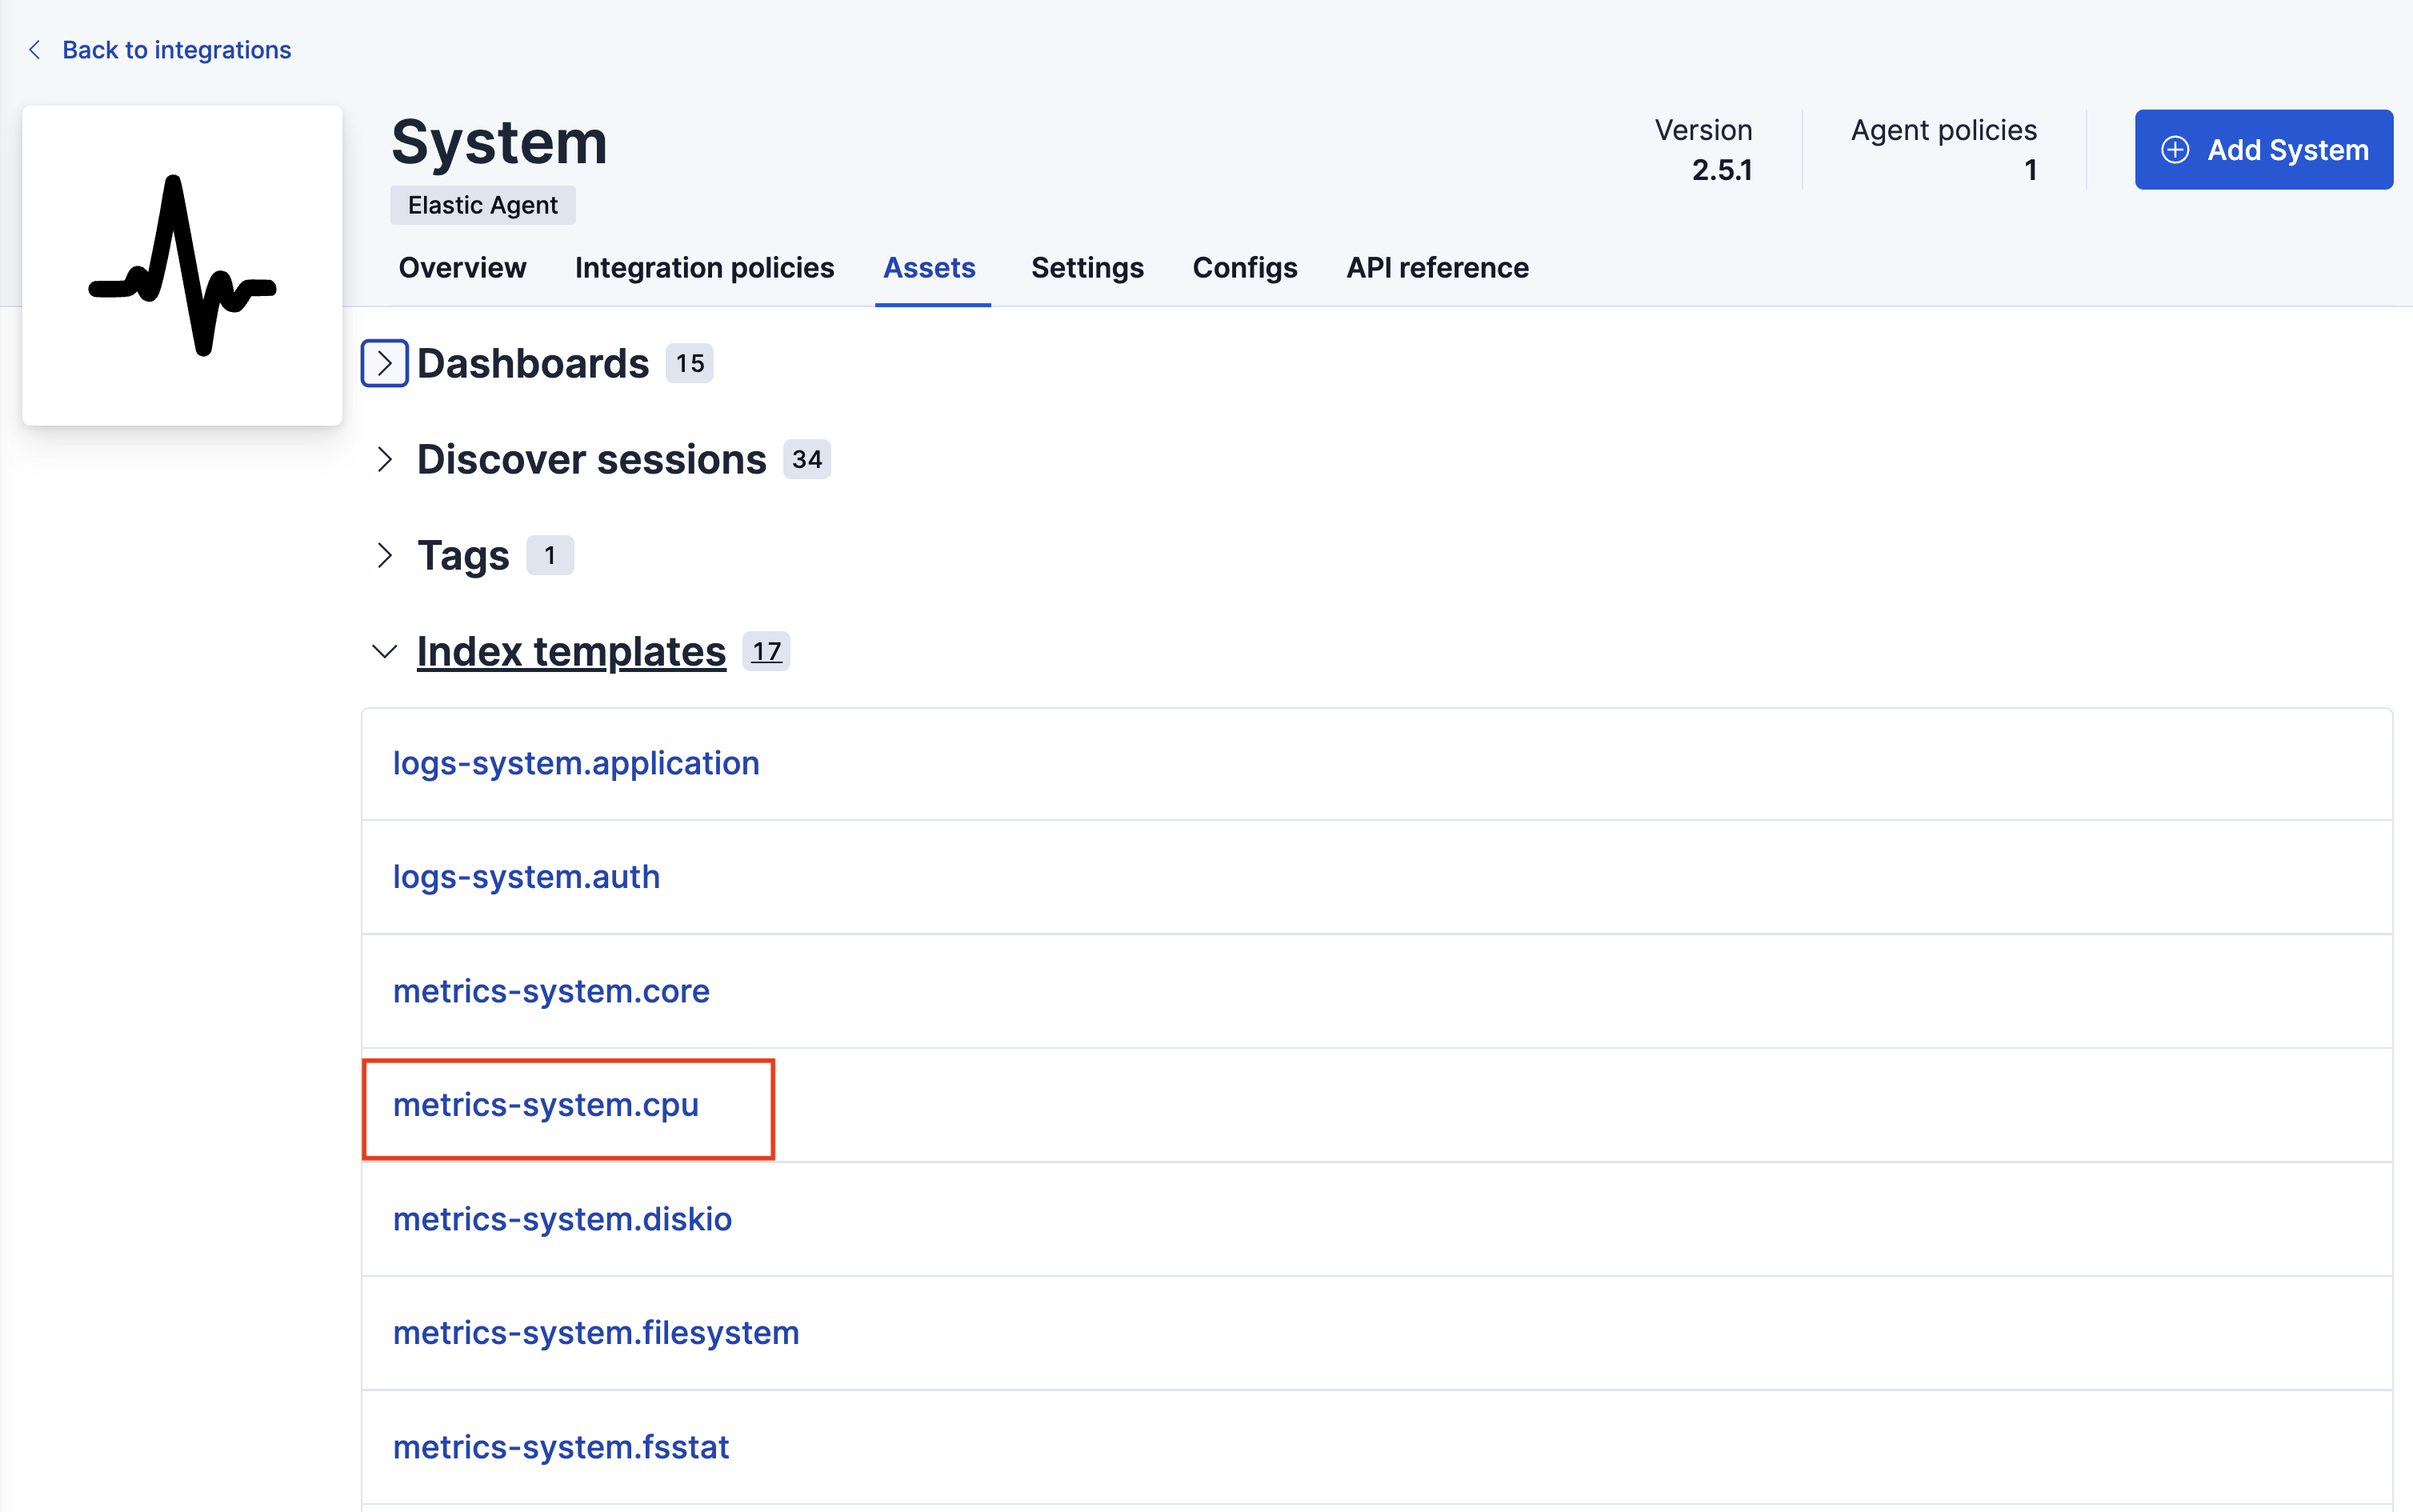 Back to integrations
System
Elastic Agent
Version
2.5.1
Agent policies
1
Add System
Overview Integration policies Assets Settings Configs API reference
Dashboards 15
Discover sessions 34
Tags 1
Index templates 17
logs-system.application
logs-system.auth
metrics-system.core
metrics-system.cpu
metrics-system.diskio
metrics-system.filesystem
metrics-system.fsstat